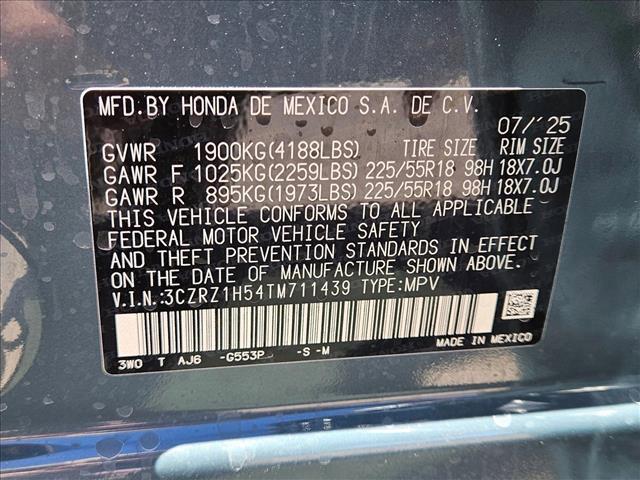 MFD.BY HONDA DE MEXICO S.A. DE C.V.
07/'25
GVWR 1900KG(4188LBS) TIRE SIZE RIM SIZE
GAWR F 1025KG(2259LBS) 225/55R18 98H 18X7.0J
GAWR R 895KG(1973LBS) 225/55R18 98H 18X7.0J
THIS VEHICLE CONFORMS TO ALL APPLICABLE
FEDERAL MOTOR VEHICLE SAFETY
AND THEFT PREVENTION STANDARDS IN EFFECT
ON THE DATE OF MANUFACTURE SHOWN ABOVE.
V.I.N.:3CZRZ1H54TM711439 TYPE:MPV
3WO T AJ6 -G553P -S-M MADE IN MEXICO